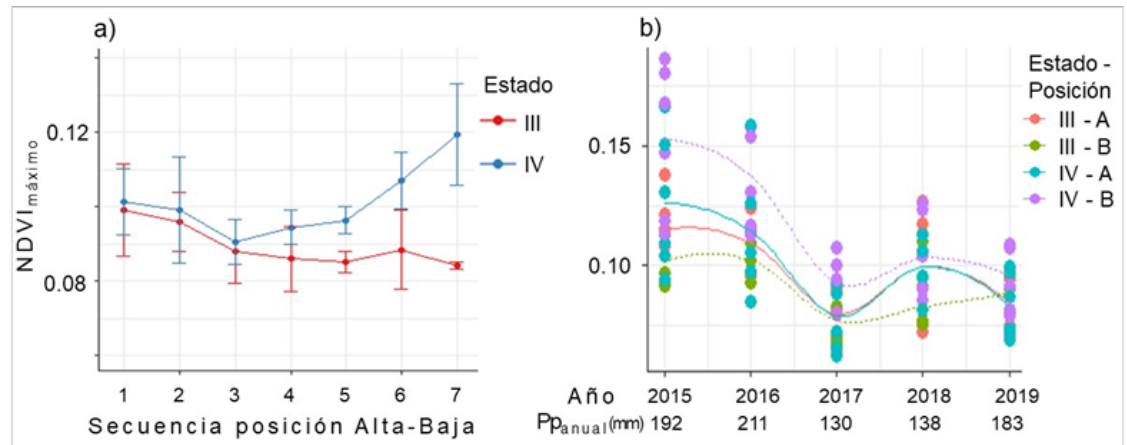 a)
NDVImáximo
0.12
0.08
1 2 3 4 5 6 7
Secuencia posición Alta-Baja
Estado
III
IV
b)
0.15
0.10
Año 2015 2016 2017 2018 2019
Ppanual(mm) 192 211 130 138 183
Estado -
Posición
III - A
III - B
IV - A
IV - B